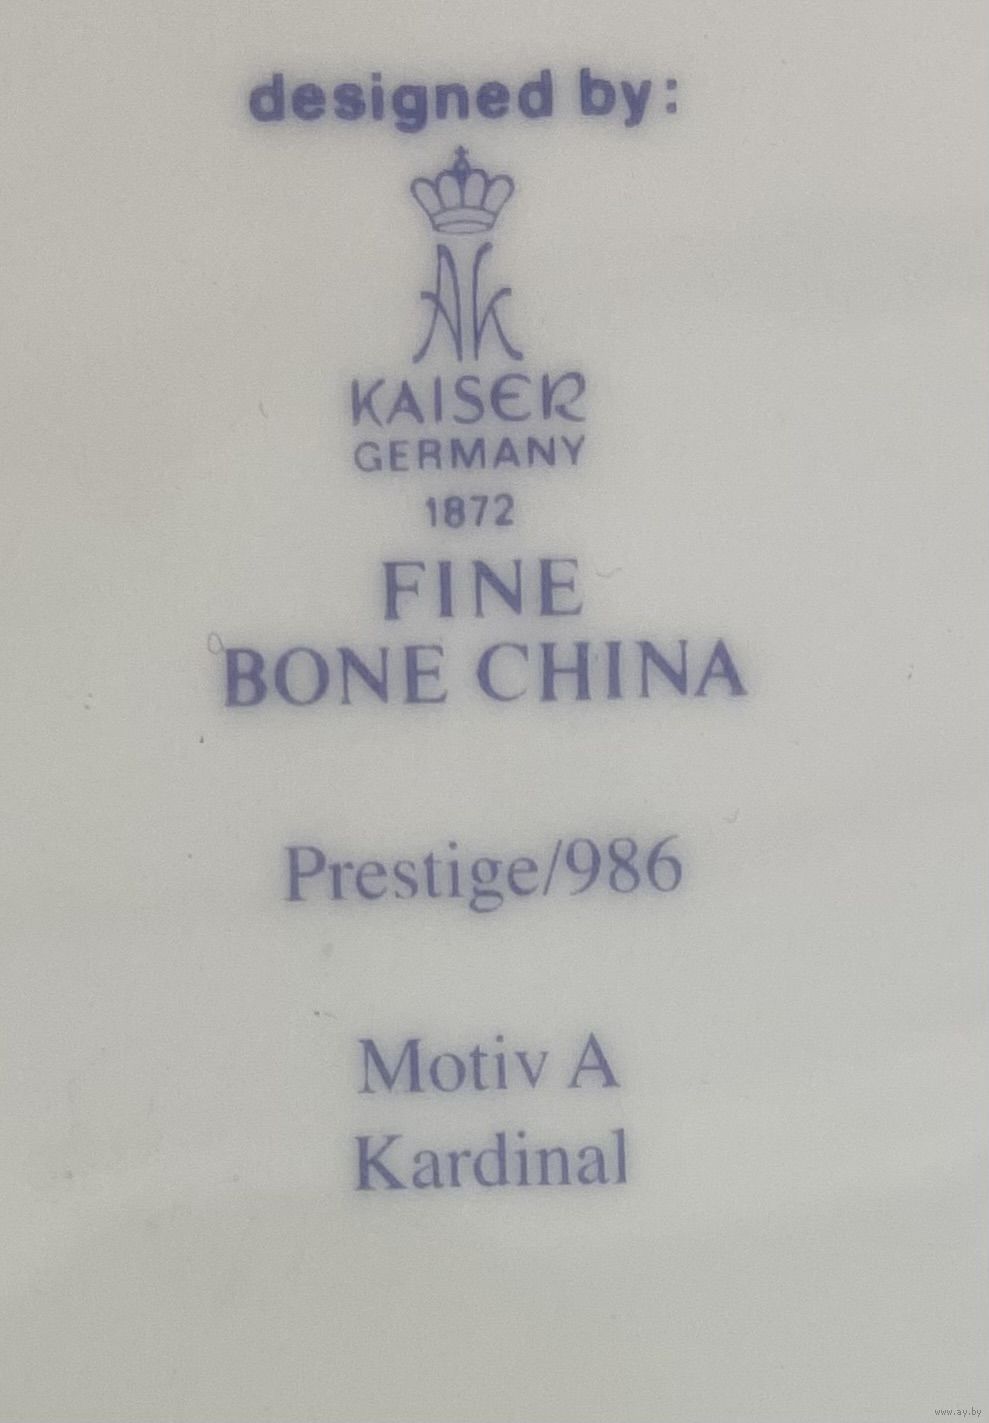 designed by:
AK
KAISER
GERMANY
1872
FINE
BONE CHINA
Prestige/986
Motiv A
Kardinal
www.ay.by